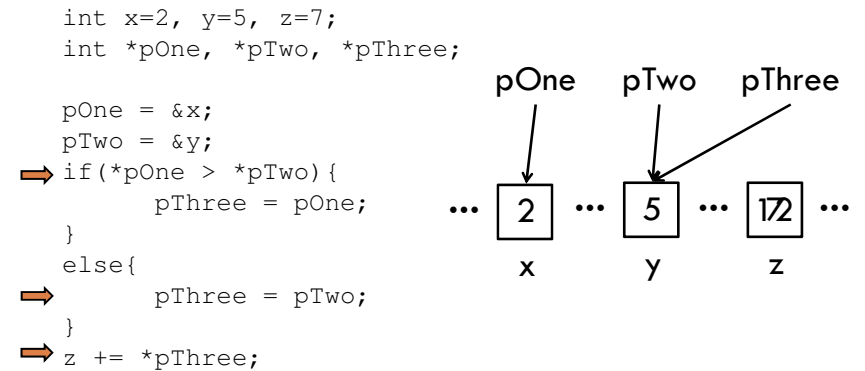 int x=2, y=5, z=7;
int *pOne, *pTwo, *pThree;
pOne = &x;
pTwo = &y;
if(*pOne > *pTwo){
pThree = pOne;
}
else{
pThree = pTwo;
}
z += *pThree;
pOne pTwo pThree
... 2 ... 5 ... ...
x y z